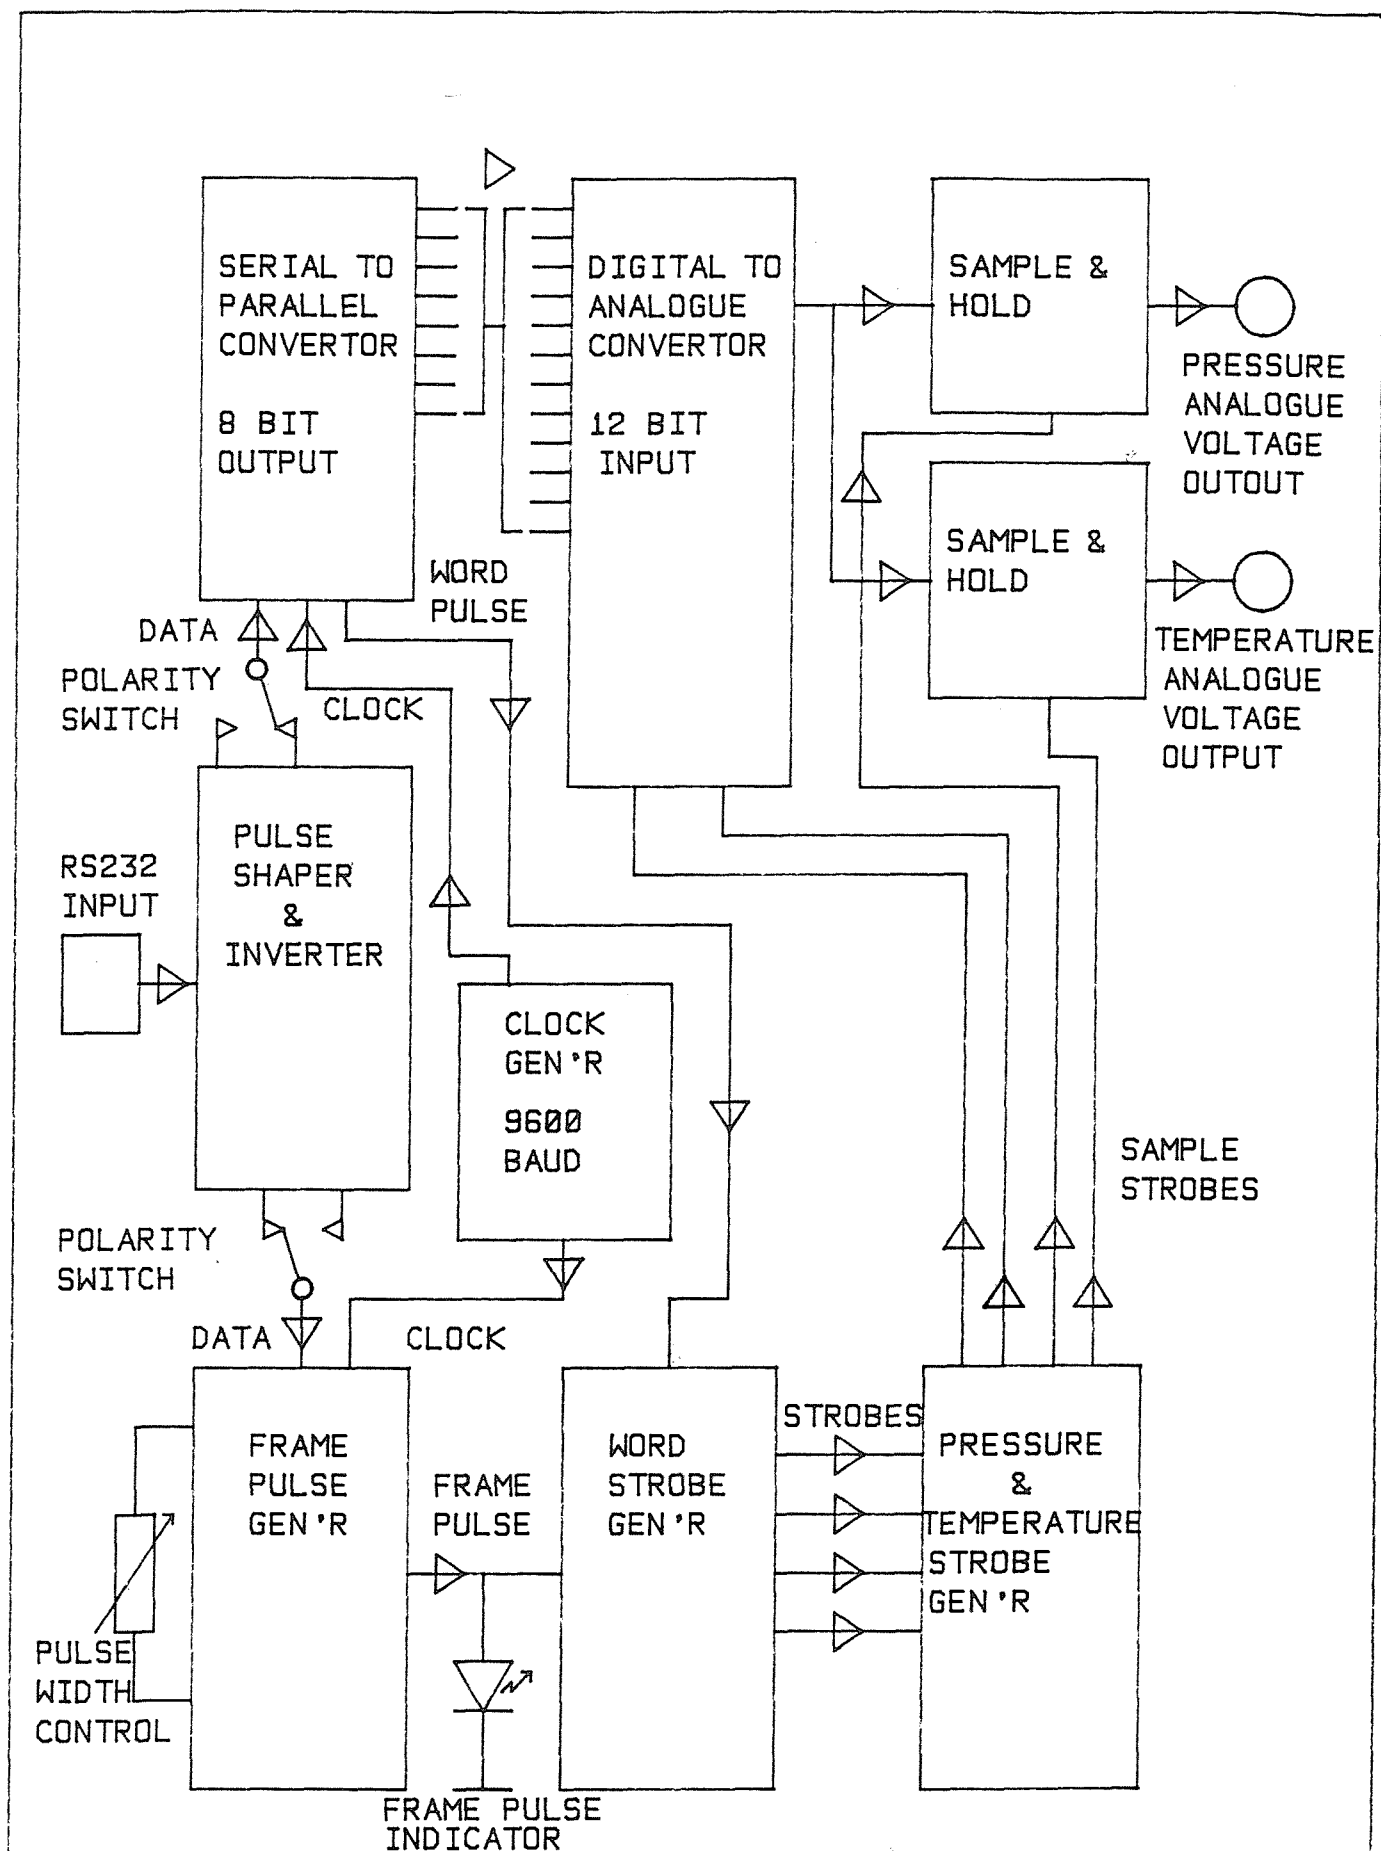 SERIAL TO
PARALLEL
CONVERTOR
8 BIT
OUTPUT
DIGITAL TO
ANALOGUE
CONVERTOR
12 BIT
INPUT
SAMPLE &
HOLD
PRESSURE
ANALOGUE
VOLTAGE
OUTOUT
SAMPLE &
HOLD
TEMPERATURE
ANALOGUE
VOLTAGE
OUTPUT
WORD
PULSE
DATA
POLARITY
SWITCH
CLOCK
PULSE
SHAPER
&
INVERTER
RS232
INPUT
CLOCK
GEN'R
9600
BAUD
SAMPLE
STROBES
POLARITY
SWITCH
DATA
CLOCK
FRAME
PULSE
GEN'R
FRAME
PULSE
WORD
STROBE
GEN'R
STROBES
PRESSURE
&
TEMPERATURE
STROBE
GEN'R
PULSE
WIDTH
CONTROL
FRAME PULSE
INDICATOR